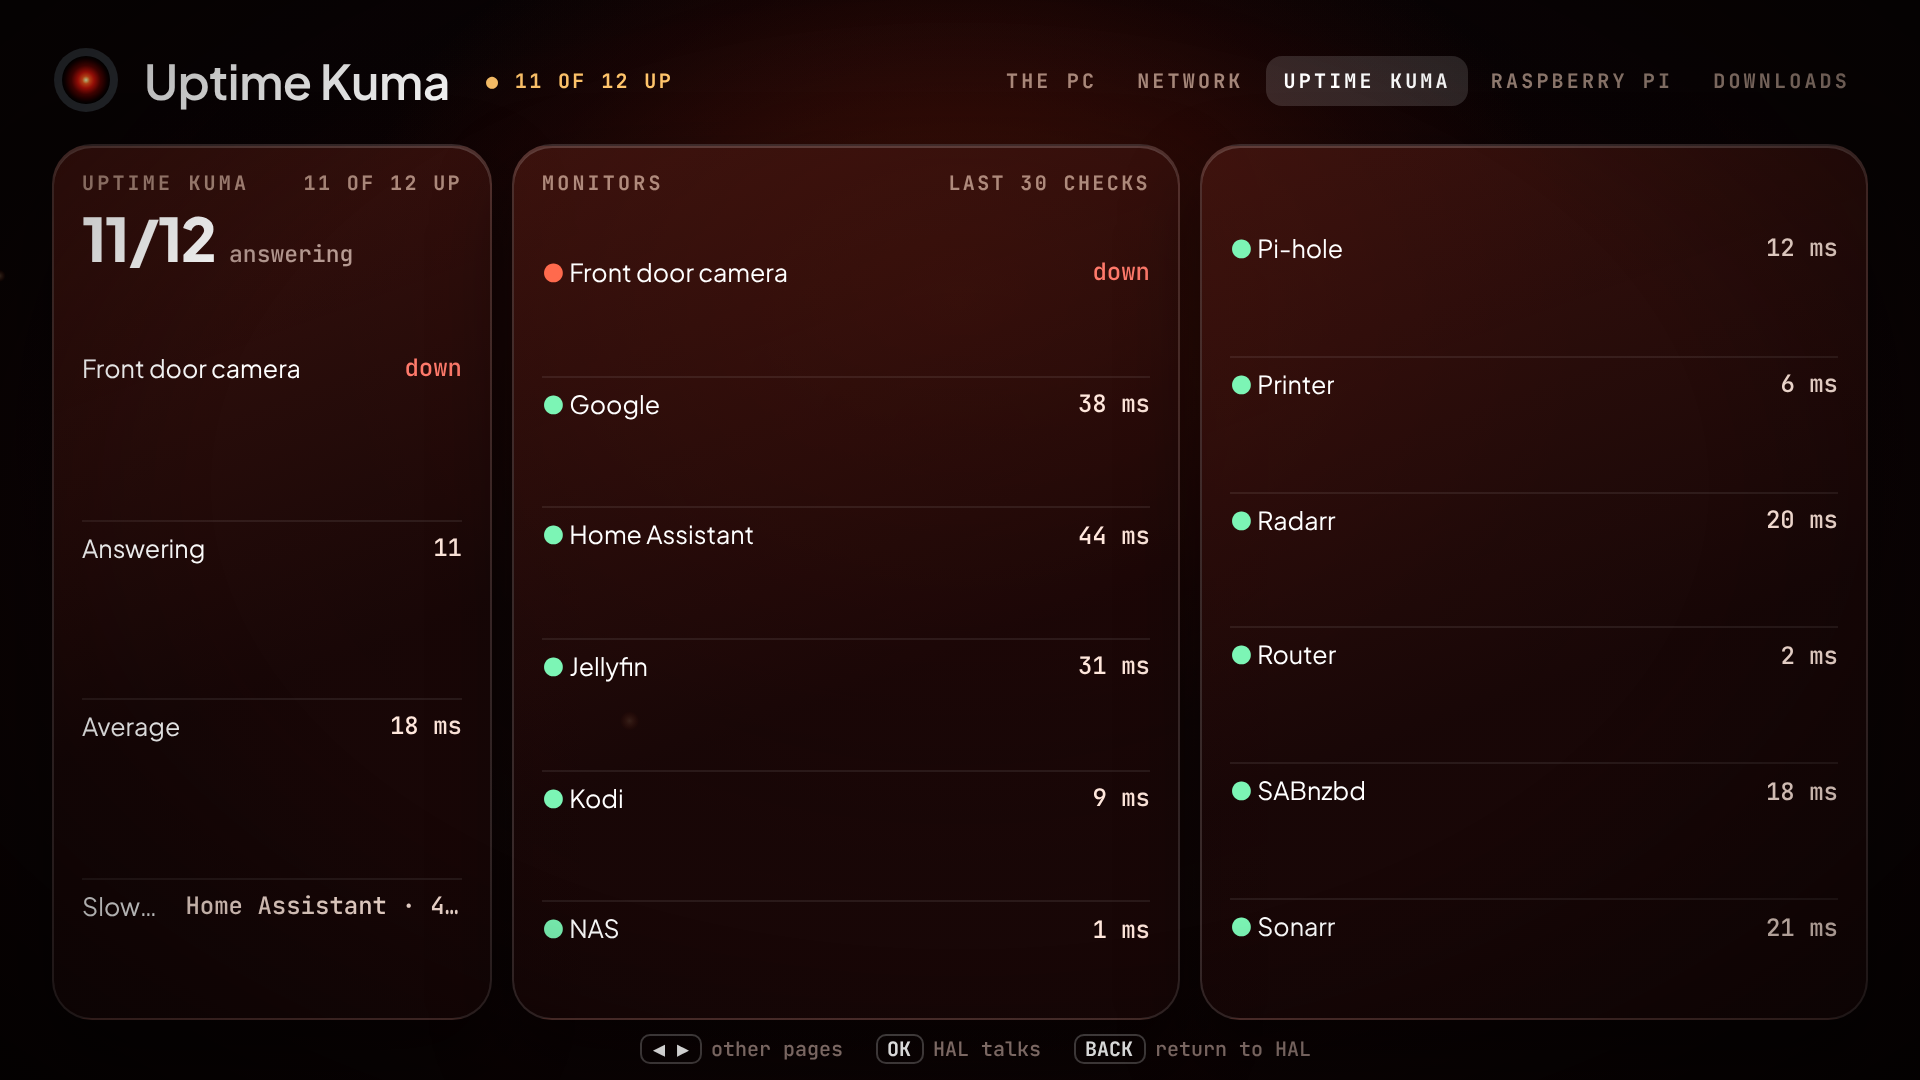 Uptime Kuma
11 OF 12 UP
THE PC
NETWORK
UPTIME KUMA
RASPBERRY PI
DOWNLOADS
UPTIME KUMA 11 OF 12 UP
11/12 answering
Front door camera down
Answering 11
Average 18 ms
Slow… Home Assistant · 4…
MONITORS LAST 30 CHECKS
Front door camera down
Google 38 ms
Home Assistant 44 ms
Jellyfin 31 ms
Kodi 9 ms
NAS 1 ms
Pi-hole 12 ms
Printer 6 ms
Radarr 20 ms
Router 2 ms
SABnzbd 18 ms
Sonarr 21 ms
◀ ▶ other pages OK HAL talks BACK return to HAL